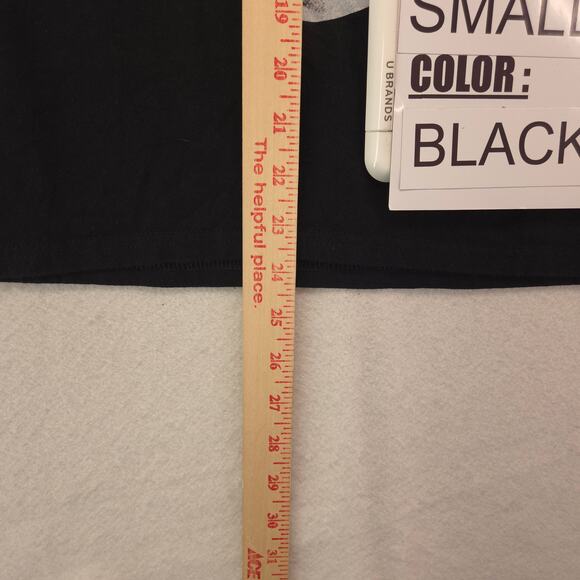 SMALL
COLOR:
BLACK
U BRANDS
The helpful place.
19
20
21
22
23
24
25
26
27
28
29
30
31
ACE